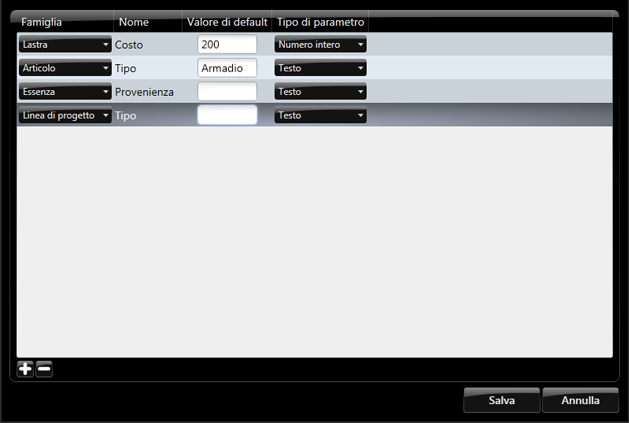 Famiglia Nome Valore di default Tipo di parametro
Lastra Costo 200 Numero intero
Articolo Tipo Armadio Testo
Essenza Provenienza Testo
Linea di progetto Tipo Testo
Salva Annulla